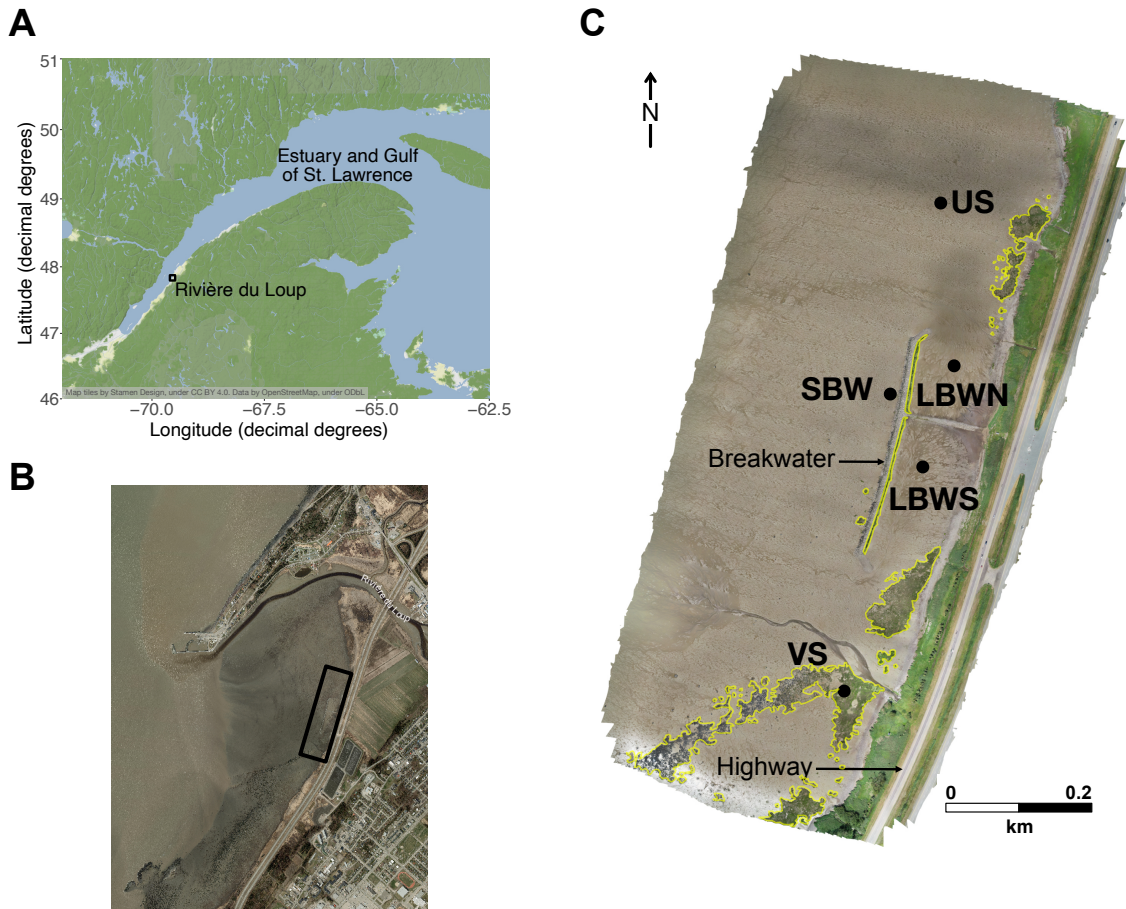 A
51
50
49
48
47
46
Latitude (decimal degrees)
Estuary and Gulf
of St. Lawrence
Rivière du Loup
Map tiles by Stamen Design, under CC BY 4.0. Data by OpenStreetMap, under ODbL.
−70.0
−67.5
−65.0
−62.5
Longitude (decimal degrees)
B
Rivière du Loup
C
N
US
SBW
LBWN
Breakwater
LBWS
VS
Highway
0
0.2
km